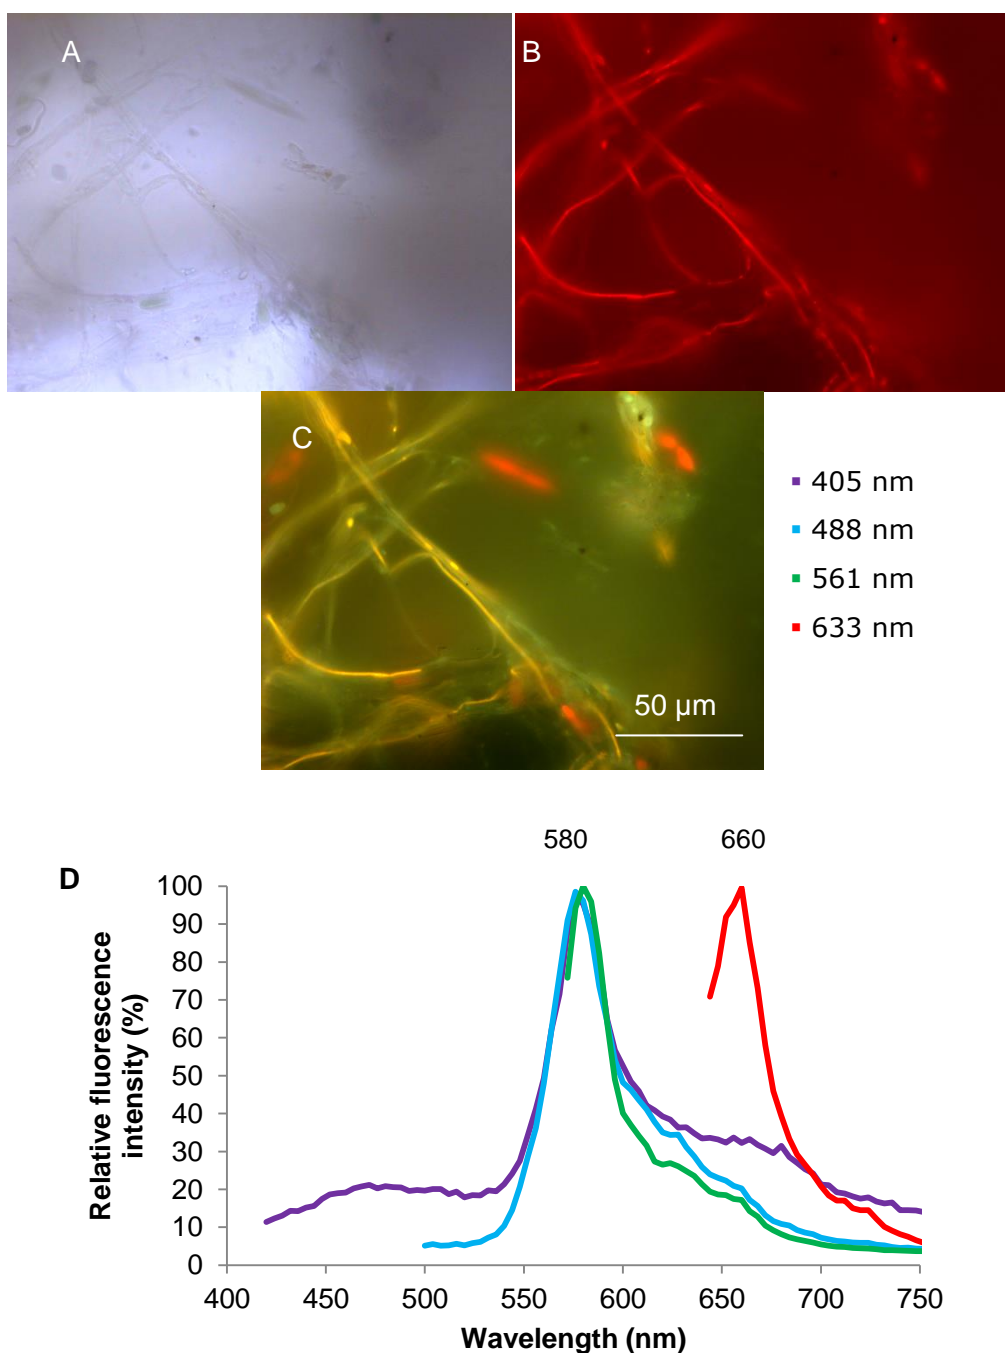 A
B
C
50 µm
405 nm
488 nm
561 nm
633 nm
580 660
D
Relative fluorescence
intensity (%)
100
90
80
70
60
50
40
30
20
10
0
400 450 500 550 600 650 700 750
Wavelength (nm)